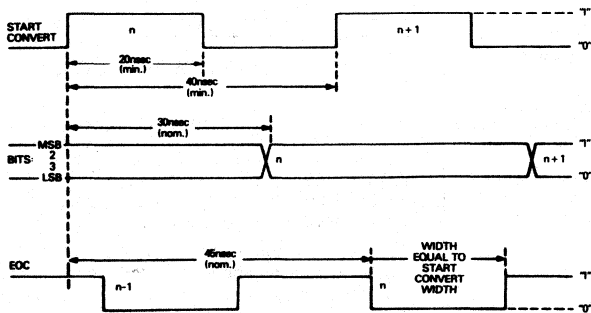 START
CONVERT
n
n + 1
"1"
"0"
20nsec
(min.)
40nsec
(min.)
30nsec
(nom.)
BITS:
MSB
2
3
LSB
n
n + 1
"1"
"0"
EOC
45nsec
(nom.)
WIDTH
EQUAL TO
START
CONVERT
WIDTH
n-1
n
"1"
"0"